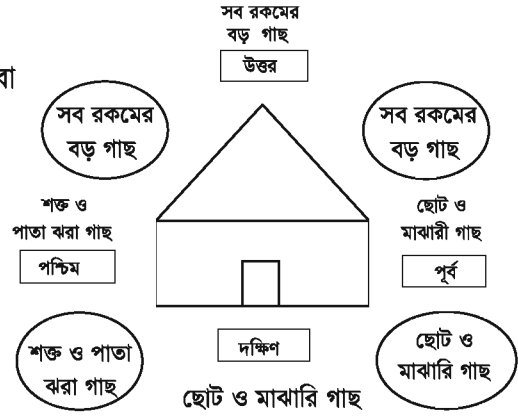 সব রকমের
বড় গাছ
উত্তর
বা
সব রকমের
বড় গাছ
সব রকমের
বড় গাছ
শক্ত ও
পাতা ঝরা গাছ
পশ্চিম
ছোট ও
মাঝারী গাছ
পূর্ব
শক্ত ও পাতা
ঝরা গাছ
দক্ষিণ
ছোট ও মাঝারি গাছ
ছোট ও
মাঝারি গাছ